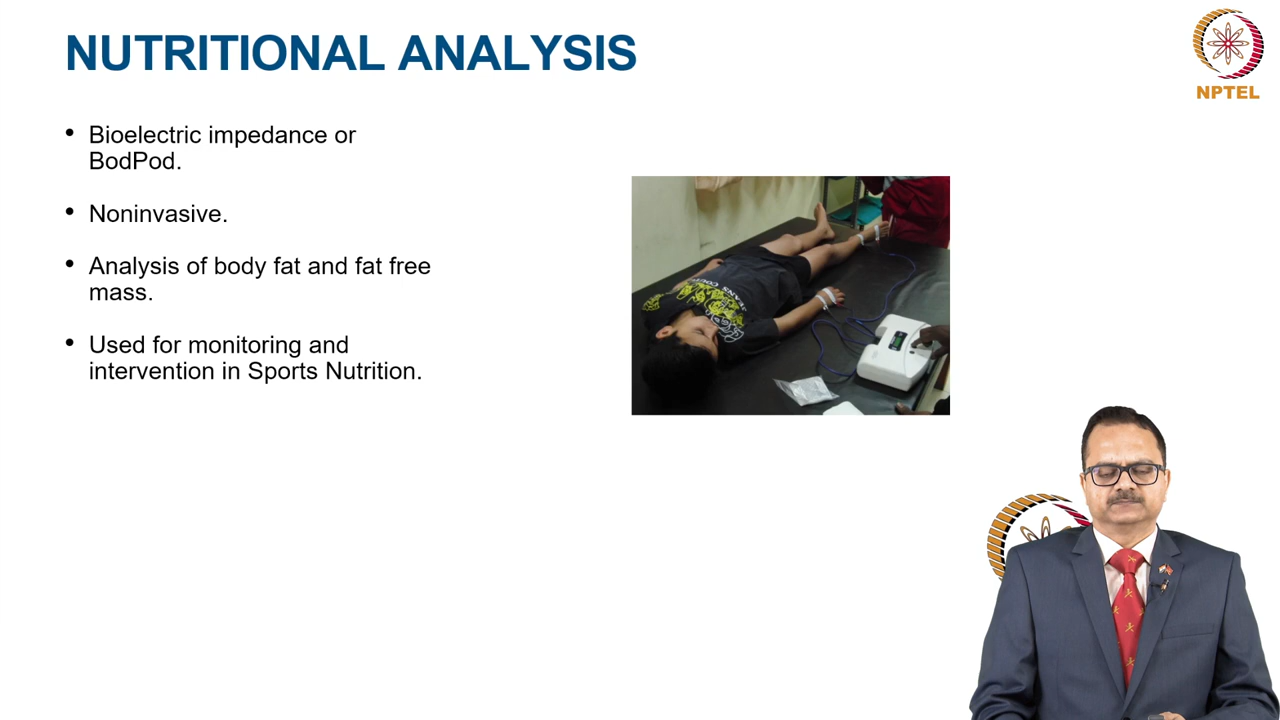 NUTRITIONAL ANALYSIS
NPTEL
• Bioelectric impedance or
BodPod.
• Noninvasive.
• Analysis of body fat and fat free
mass.
• Used for monitoring and
intervention in Sports Nutrition.